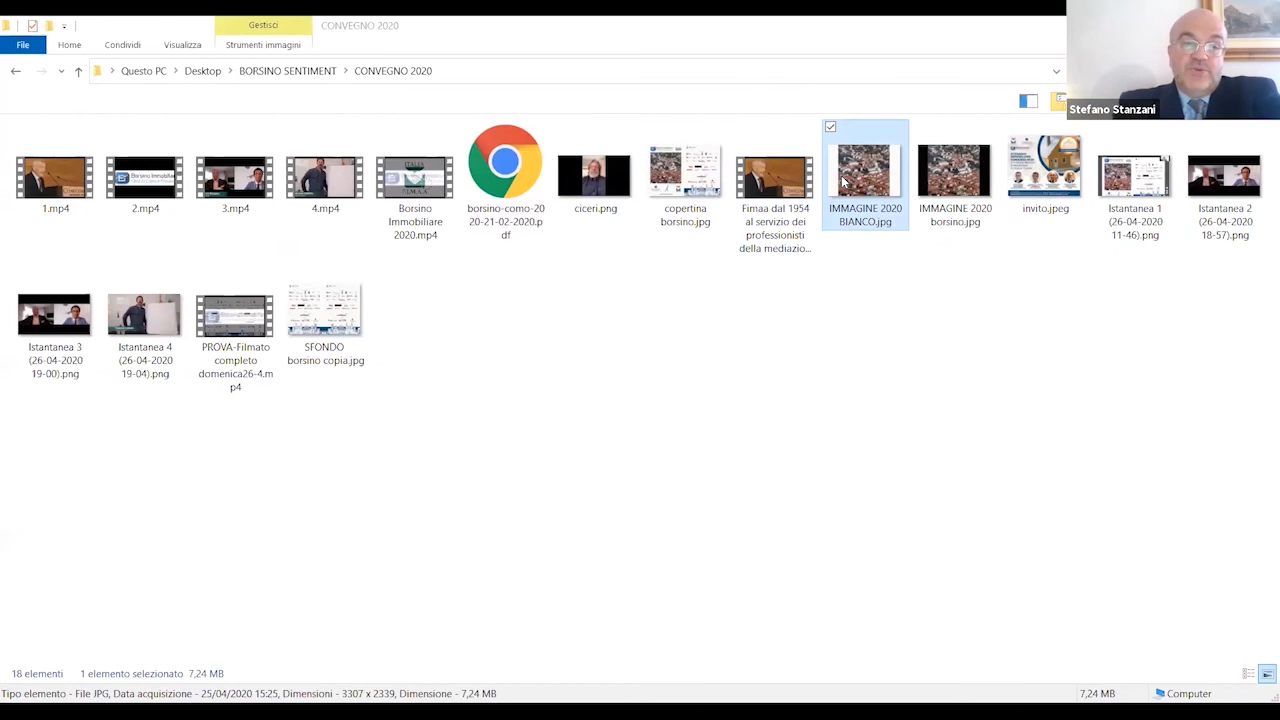 Gestisci
CONVEGNO 2020
File
Home
Condividi
Visualizza
Strumenti immagini
Questo PC
Desktop
BORSINO SENTIMENT
CONVEGNO 2020
Stefano Stanzani
1.mp4
2.mp4
3.mp4
4.mp4
Borsino
Immobiliare
2020.mp4
borsino-como-20
20-21-02-2020.p
df
ciceri.png
copertina
borsino.jpg
Fimaa dal 1954
al servizio dei
professionisti
della mediazio...
IMMAGINE 2020
BIANCO.jpg
IMMAGINE 2020
borsino.jpg
invito.jpeg
Istantanea 1
(26-04-2020
11-46).png
Istantanea 2
(26-04-2020
18-57).png
Istantanea 3
(26-04-2020
19-00).png
Istantanea 4
(26-04-2020
19-04).png
PROVA-Filmato
completo
domenica26-4.m
p4
SFONDO
borsino copia.jpg
18 elementi
1 elemento selezionato 7,24 MB
Tipo elemento - File JPG, Data acquisizione - 25/04/2020 15:25, Dimensioni - 3307 x 2339, Dimensione - 7,24 MB
7,24 MB
Computer